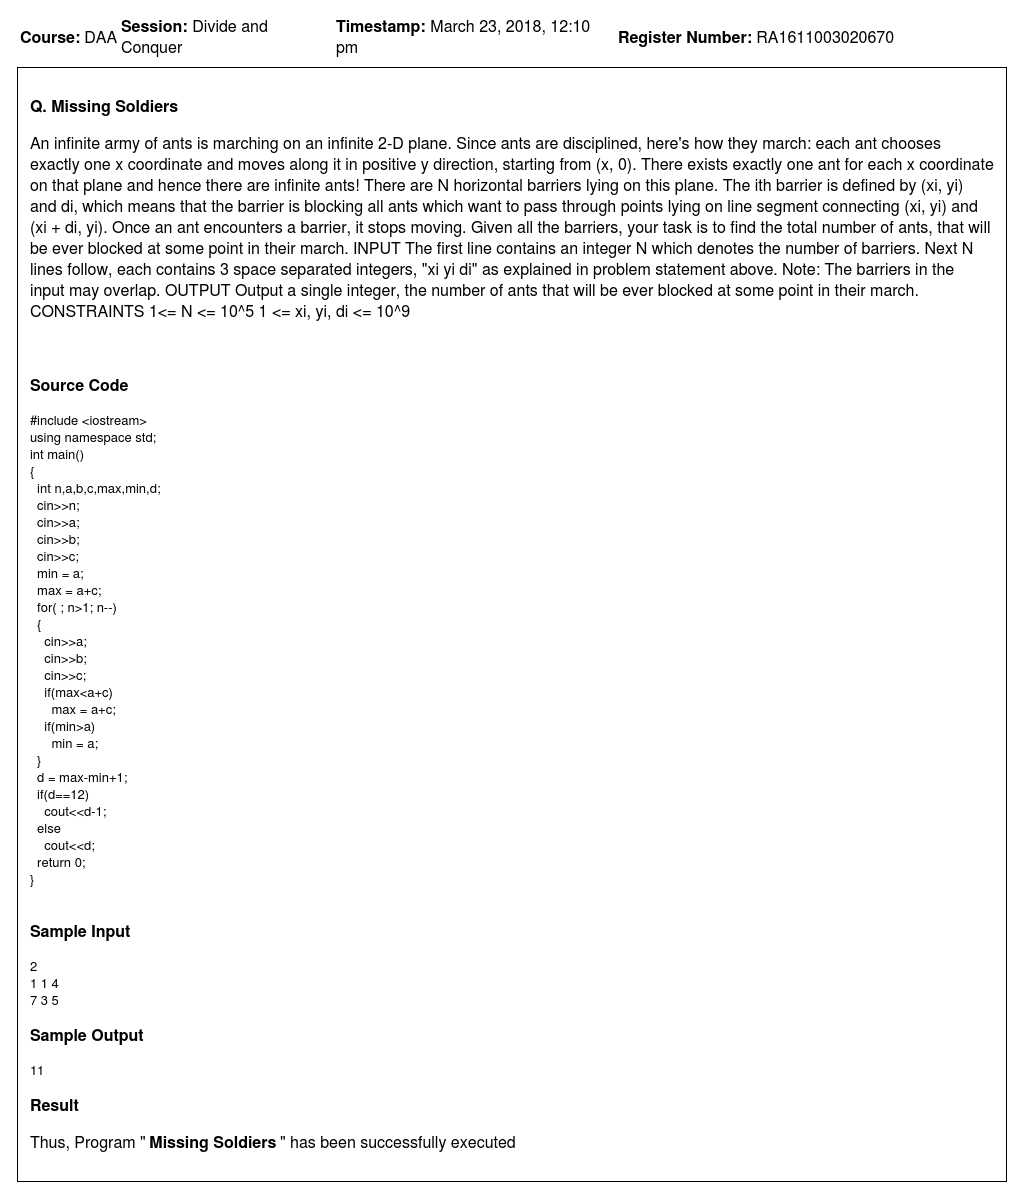 Course: DAA Session: Divide and Conquer Timestamp: March 23, 2018, 12:10 pm Register Number: RA1611003020670
Q. Missing Soldiers
An infinite army of ants is marching on an infinite 2-D plane. Since ants are disciplined, here's how they march: each ant chooses
exactly one x coordinate and moves along it in positive y direction, starting from (x, 0). There exists exactly one ant for each x coordinate
on that plane and hence there are infinite ants! There are N horizontal barriers lying on this plane. The ith barrier is defined by (xi, yi)
and di, which means that the barrier is blocking all ants which want to pass through points lying on line segment connecting (xi, yi) and
(xi + di, yi). Once an ant encounters a barrier, it stops moving. Given all the barriers, your task is to find the total number of ants, that will
be ever blocked at some point in their march. INPUT The first line contains an integer N which denotes the number of barriers. Next N
lines follow, each contains 3 space separated integers, "xi yi di" as explained in problem statement above. Note: The barriers in the
input may overlap. OUTPUT Output a single integer, the number of ants that will be ever blocked at some point in their march.
CONSTRAINTS 1<= N <= 10^5 1 <= xi, yi, di <= 10^9
Source Code
#include <iostream>
using namespace std;
int main()
{
  int n,a,b,c,max,min,d;
  cin>>n;
  cin>>a;
  cin>>b;
  cin>>c;
  min = a;
  max = a+c;
  for( ; n>1; n--)
  {
    cin>>a;
    cin>>b;
    cin>>c;
    if(max<a+c)
      max = a+c;
    if(min>a)
      min = a;
  }
  d = max-min+1;
  if(d==12)
    cout<<d-1;
  else
    cout<<d;
  return 0;
}
Sample Input
2
1 1 4
7 3 5
Sample Output
11
Result
Thus, Program " Missing Soldiers " has been successfully executed